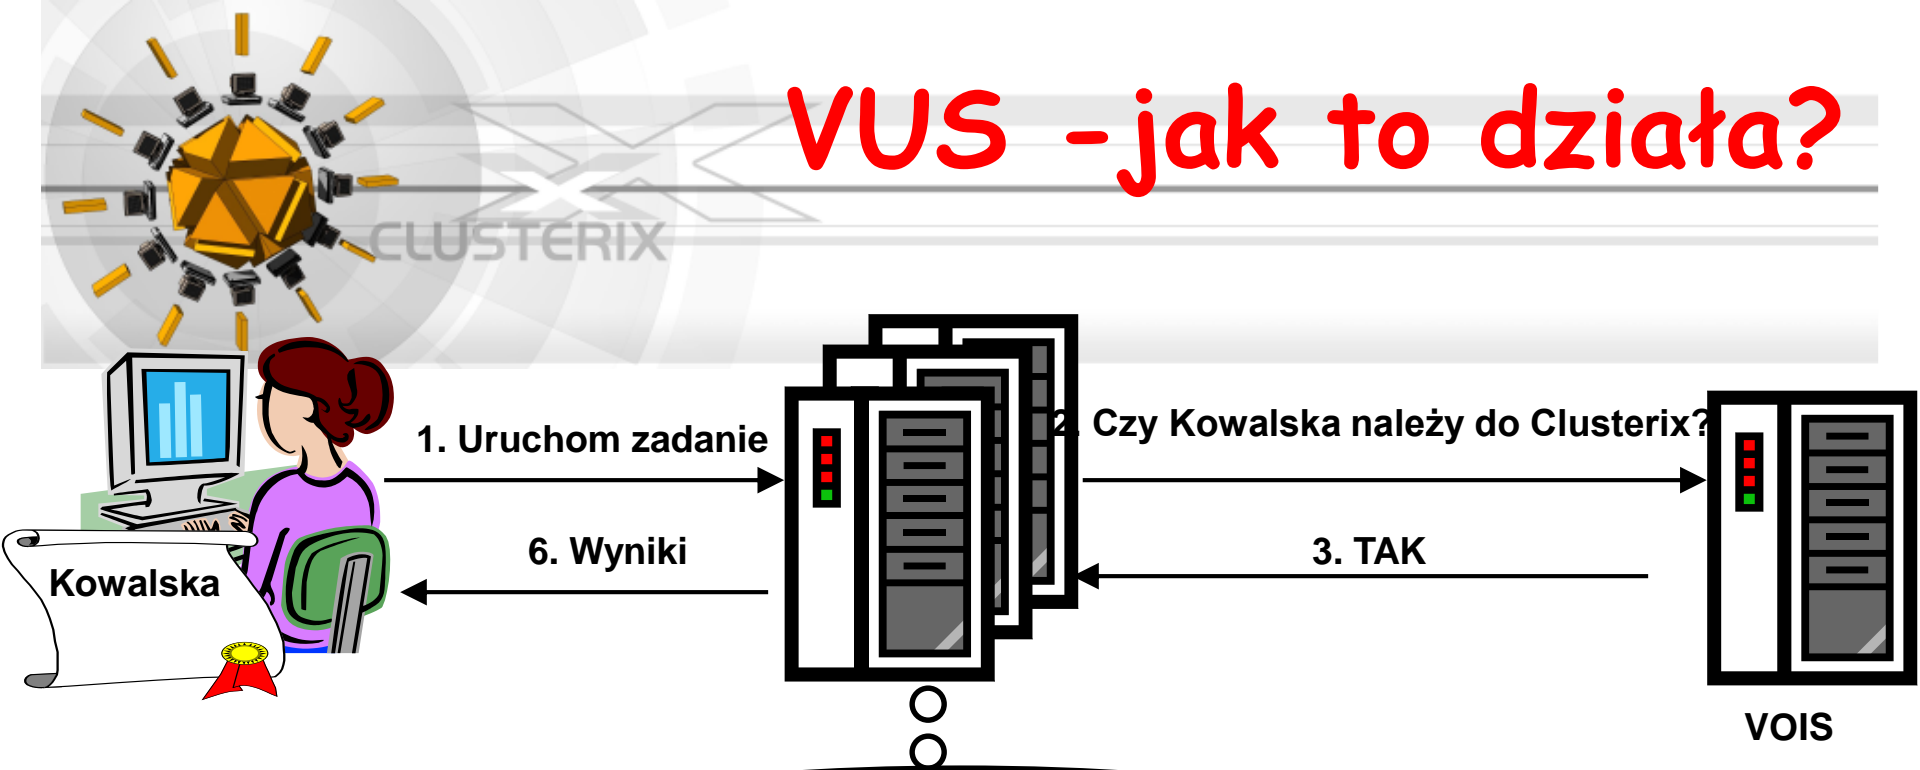 VUS -jak to działa?
CLUSTERIX
1. Uruchom zadanie
2. Czy Kowalska należy do Clusterix?
6. Wyniki
3. TAK
Kowalska
VOIS